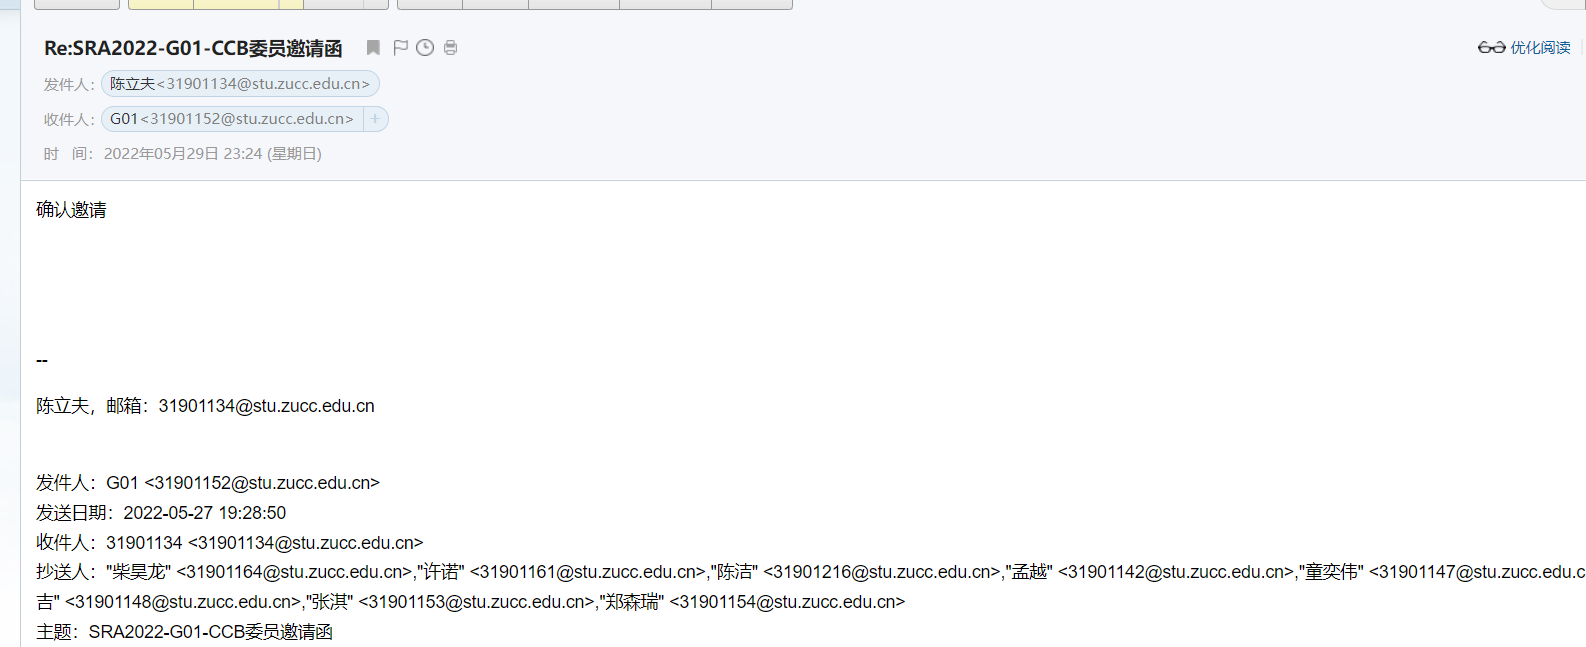 Re:SRA2022-G01-CCB委员邀请函
优化阅读
发件人：陈立夫<31901134@stu.zucc.edu.cn>
收件人：G01<31901152@stu.zucc.edu.cn> +
时 间：2022年05月29日 23:24 (星期日)
确认邀请
--
陈立夫，邮箱：31901134@stu.zucc.edu.cn
发件人：G01 <31901152@stu.zucc.edu.cn>
发送日期：2022-05-27 19:28:50
收件人：31901134 <31901134@stu.zucc.edu.cn>
抄送人："柴昊龙" <31901164@stu.zucc.edu.cn>,"许诺" <31901161@stu.zucc.edu.cn>,"陈洁" <31901216@stu.zucc.edu.cn>,"孟越" <31901142@stu.zucc.edu.cn>,"童奕伟" <31901147@stu.zucc.edu.c
吉" <31901148@stu.zucc.edu.cn>,"张淇" <31901153@stu.zucc.edu.cn>,"郑森瑞" <31901154@stu.zucc.edu.cn>
主题：SRA2022-G01-CCB委员邀请函